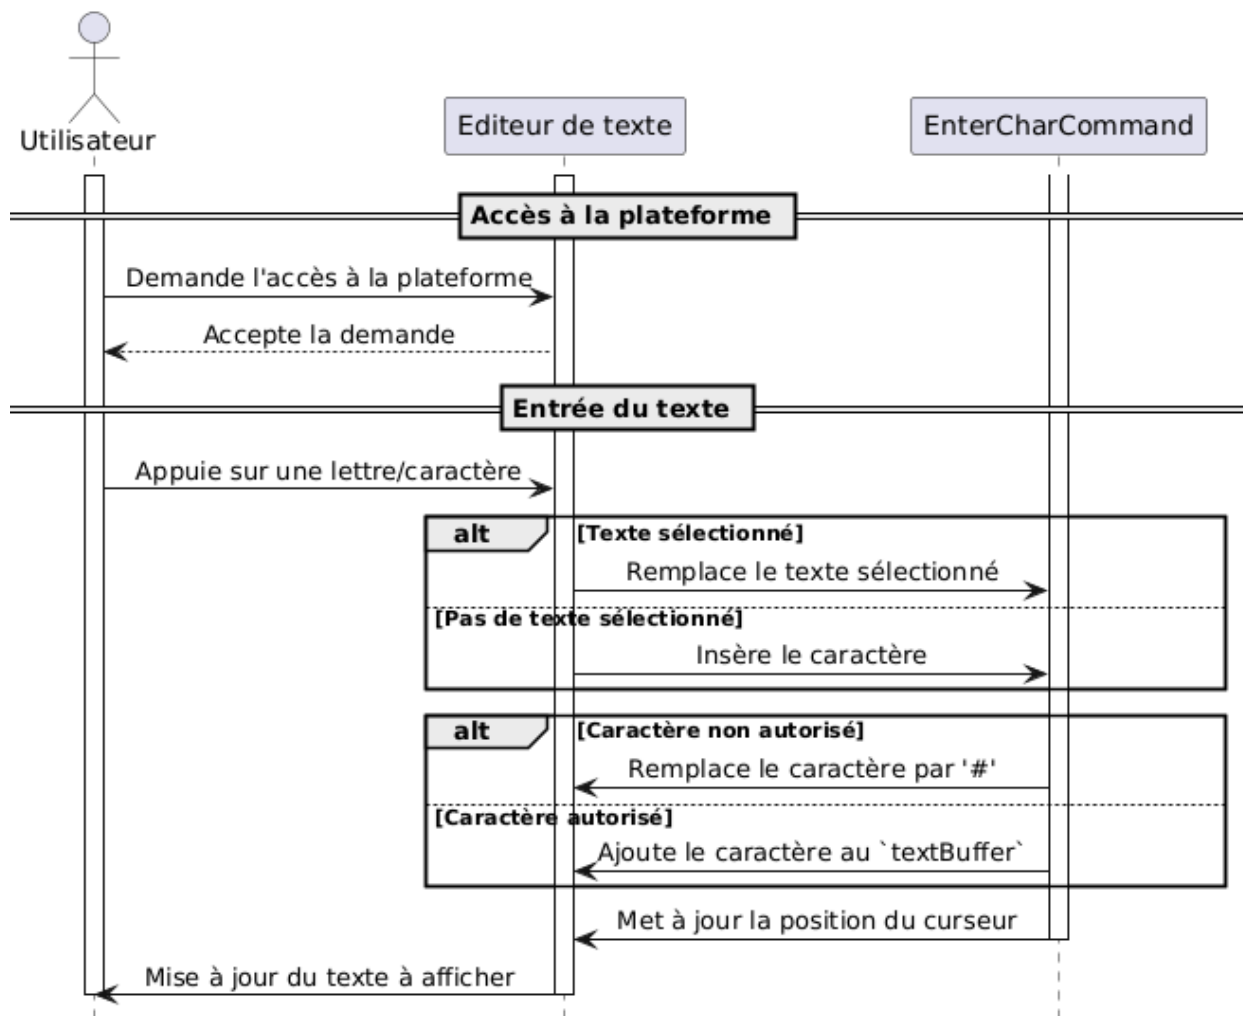 Utilisateur
Editeur de texte
EnterCharCommand
Accès à la plateforme
Demande l'accès à la plateforme
Accepte la demande
Entrée du texte
Appuie sur une lettre/caractère
alt
[Texte sélectionné]
Remplace le texte sélectionné
[Pas de texte sélectionné]
Insère le caractère
alt
[Caractère non autorisé]
Remplace le caractère par '#'
[Caractère autorisé]
Ajoute le caractère au `textBuffer`
Met à jour la position du curseur
Mise à jour du texte à afficher